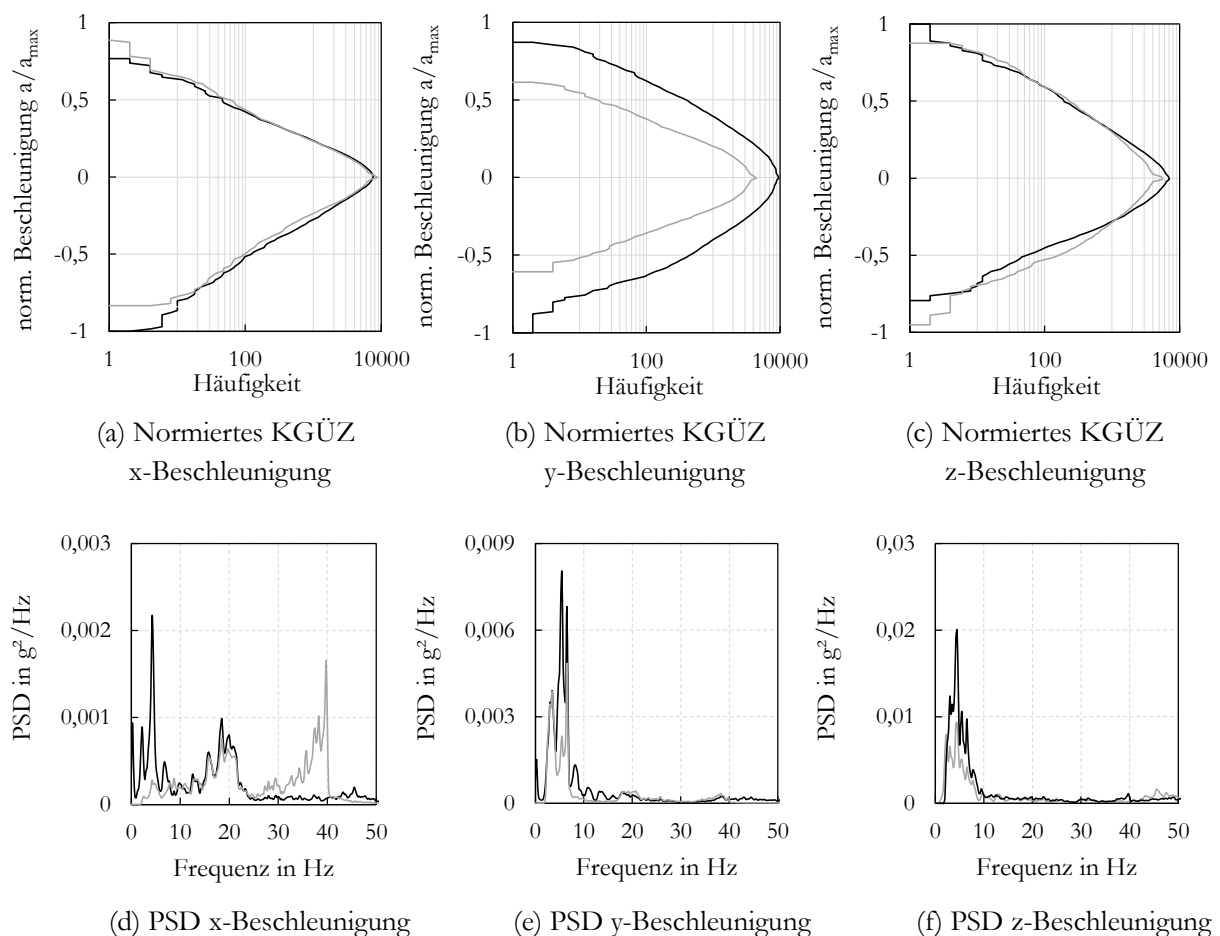 norm. Beschleunigung a/a_max
1
0,5
0
-0,5
-1
1
100
10000
Häufigkeit
(a) Normiertes KGÜZ
x-Beschleunigung
norm. Beschleunigung a/a_max
1
0,5
0
-0,5
-1
1
100
10000
Häufigkeit
(b) Normiertes KGÜZ
y-Beschleunigung
norm. Beschleunigung a/a_max
1
0,5
0
-0,5
-1
1
100
10000
Häufigkeit
(c) Normiertes KGÜZ
z-Beschleunigung
PSD in g²/Hz
0,003
0,002
0,001
0
0 10 20 30 40 50
Frequenz in Hz
(d) PSD x-Beschleunigung
PSD in g²/Hz
0,009
0,006
0,003
0
0 10 20 30 40 50
Frequenz in Hz
(e) PSD y-Beschleunigung
PSD in g²/Hz
0,03
0,02
0,01
0
0 10 20 30 40 50
Frequenz in Hz
(f) PSD z-Beschleunigung